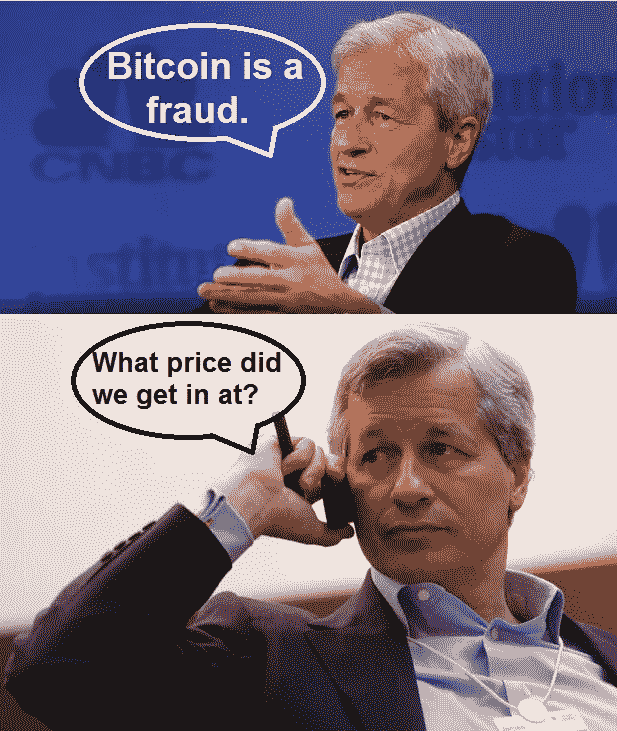 Bitcoin is a
fraud.
CNBC
What price did
we get in at?